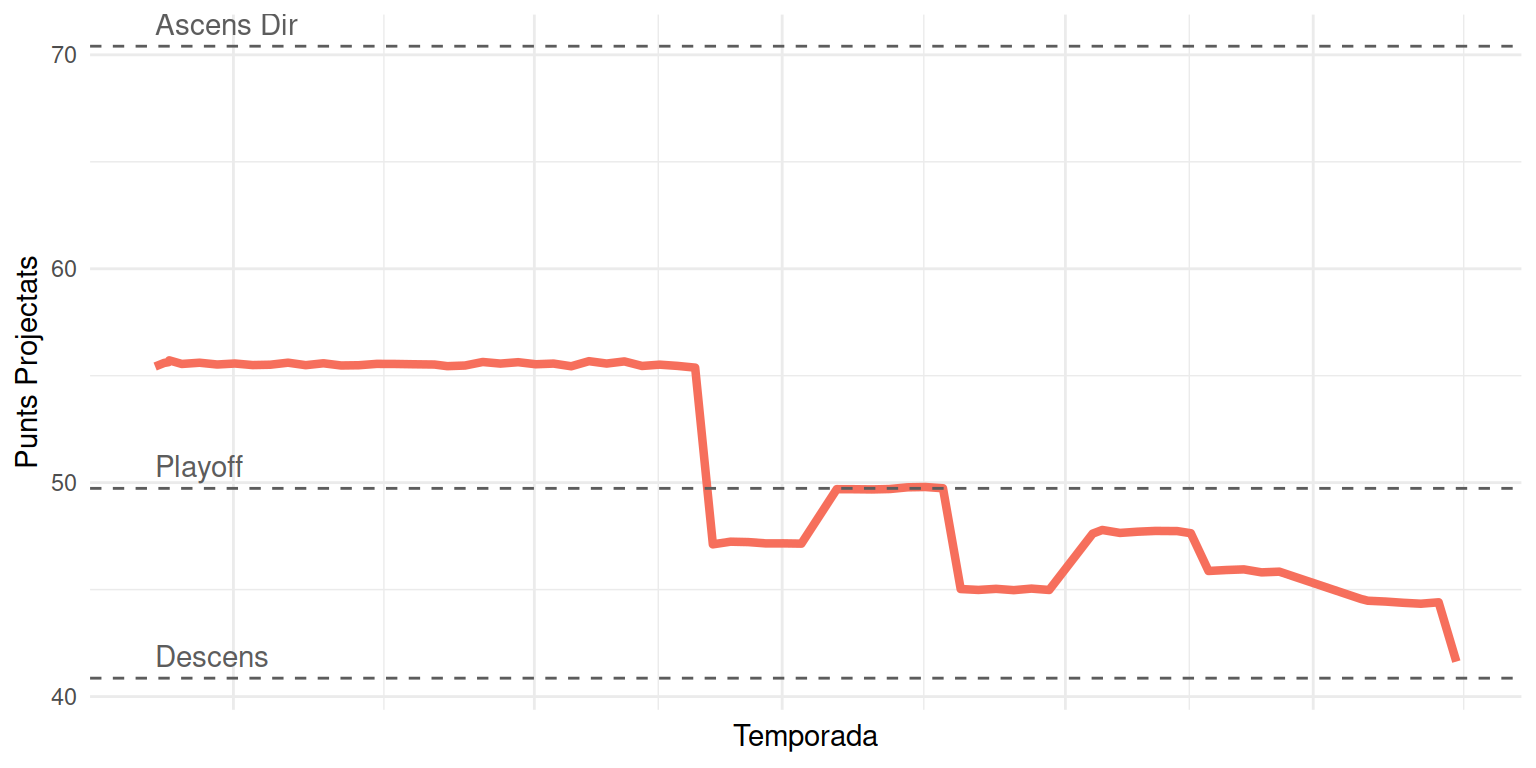 Ascens Dir
70
60
Punts Projectats
Playoff
50
Descens
40
Temporada